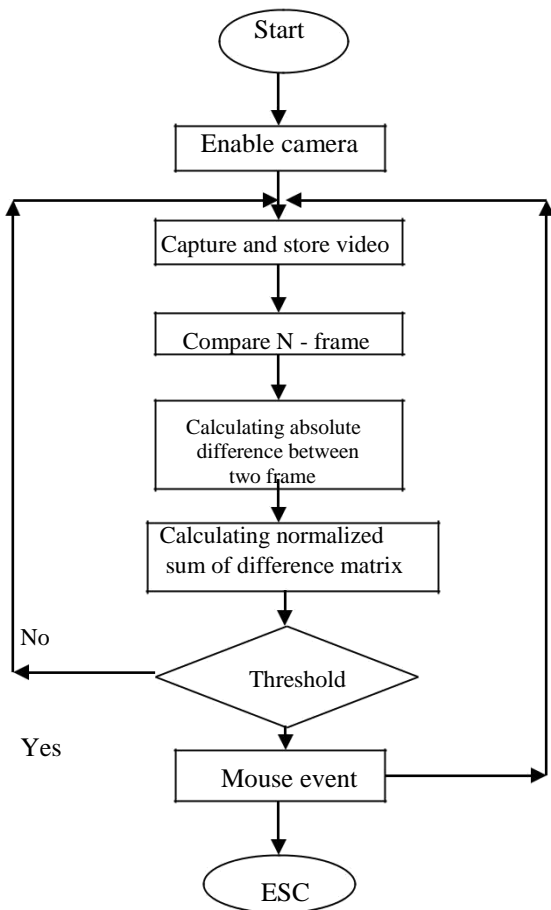 Start
Enable camera
Capture and store video
Compare N - frame
Calculating absolute
difference between
two frame
Calculating normalized
sum of difference matrix
No
Threshold
Yes
Mouse event
ESC